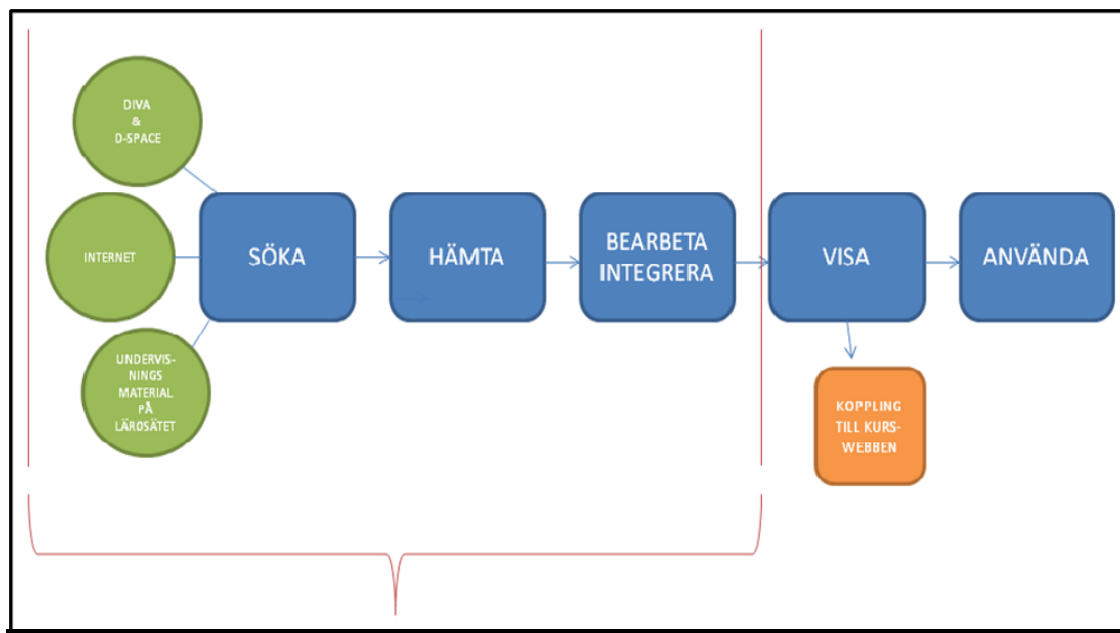 DIVA
&
D-SPACE
INTERNET
UNDERVIS-
NINGS
MATERIAL
PÅ
LÄROSÄTET
SÖKA
HÄMTA
BEARBETA
INTEGRERA
VISA
ANVÄNDA
KOPPLING
TILL KURS-
WEBBEN